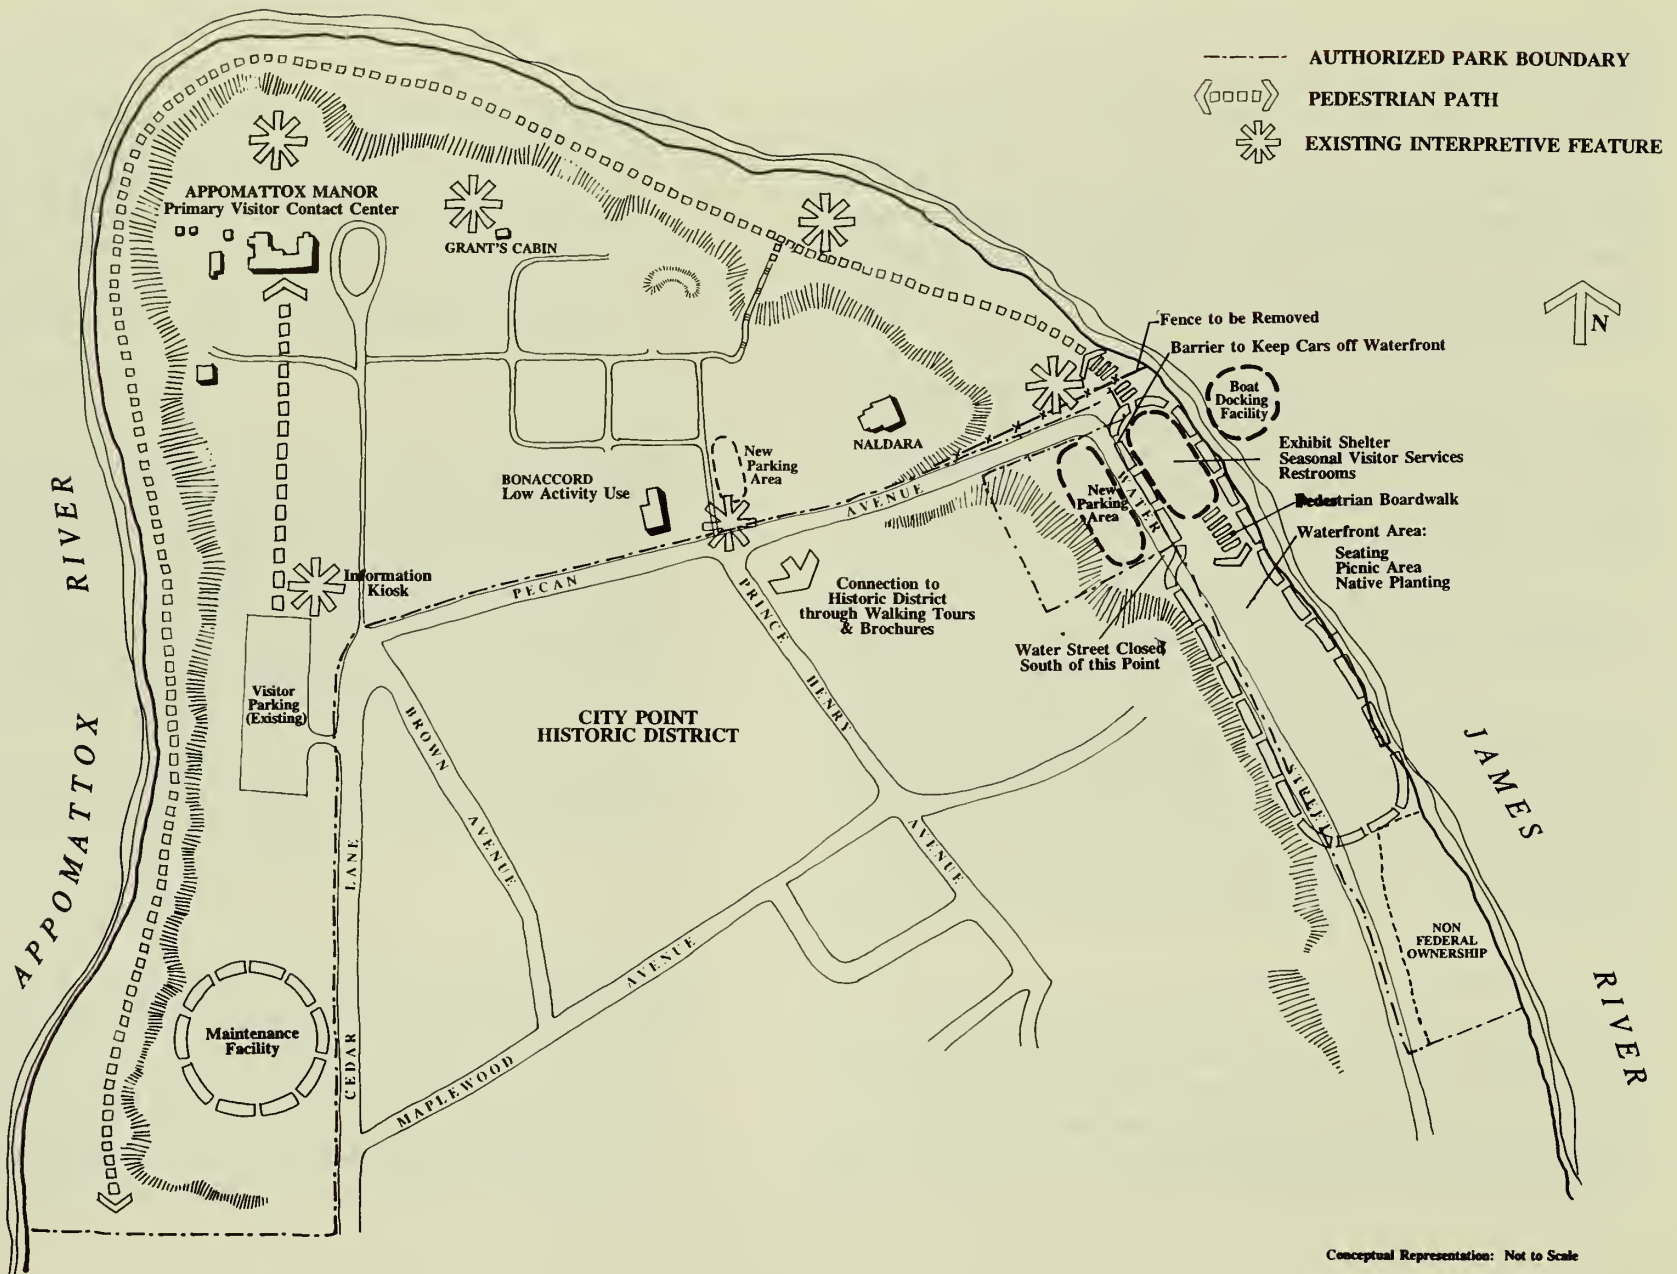 AUTHORIZED PARK BOUNDARY
PEDESTRIAN PATH
EXISTING INTERPRETIVE FEATURE
APPOMATTOX MANOR
Primary Visitor Contact Center
GRANT'S CABIN
N
Fence to be Removed
Barrier to Keep Cars off Waterfront
Boat
Docking
Facility
Exhibit Shelter
Seasonal Visitor Services
Restrooms
Pedestrian Boardwalk
Waterfront Area:
Seating
Picnic Area
Native Planting
NALDARA
New
Parking
Area
BONACCORD
Low Activity Use
New
Parking
Area
WATER
STREET
PECAN
AVENUE
Information
Kiosk
Connection to
Historic District
through Walking Tours
& Brochures
Water Street Closed
South of this Point
PRINCE
HENRY
AVENUE
Visitor
Parking
(Existing)
CITY POINT
HISTORIC DISTRICT
BROWN
AVENUE
APPOMATTOX
RIVER
JAMES
RIVER
CEDAR
LANE
MAPLEWOOD
AVENUE
NON
FEDERAL
OWNERSHIP
Maintenance
Facility
Conceptual Representation: Not to Scale